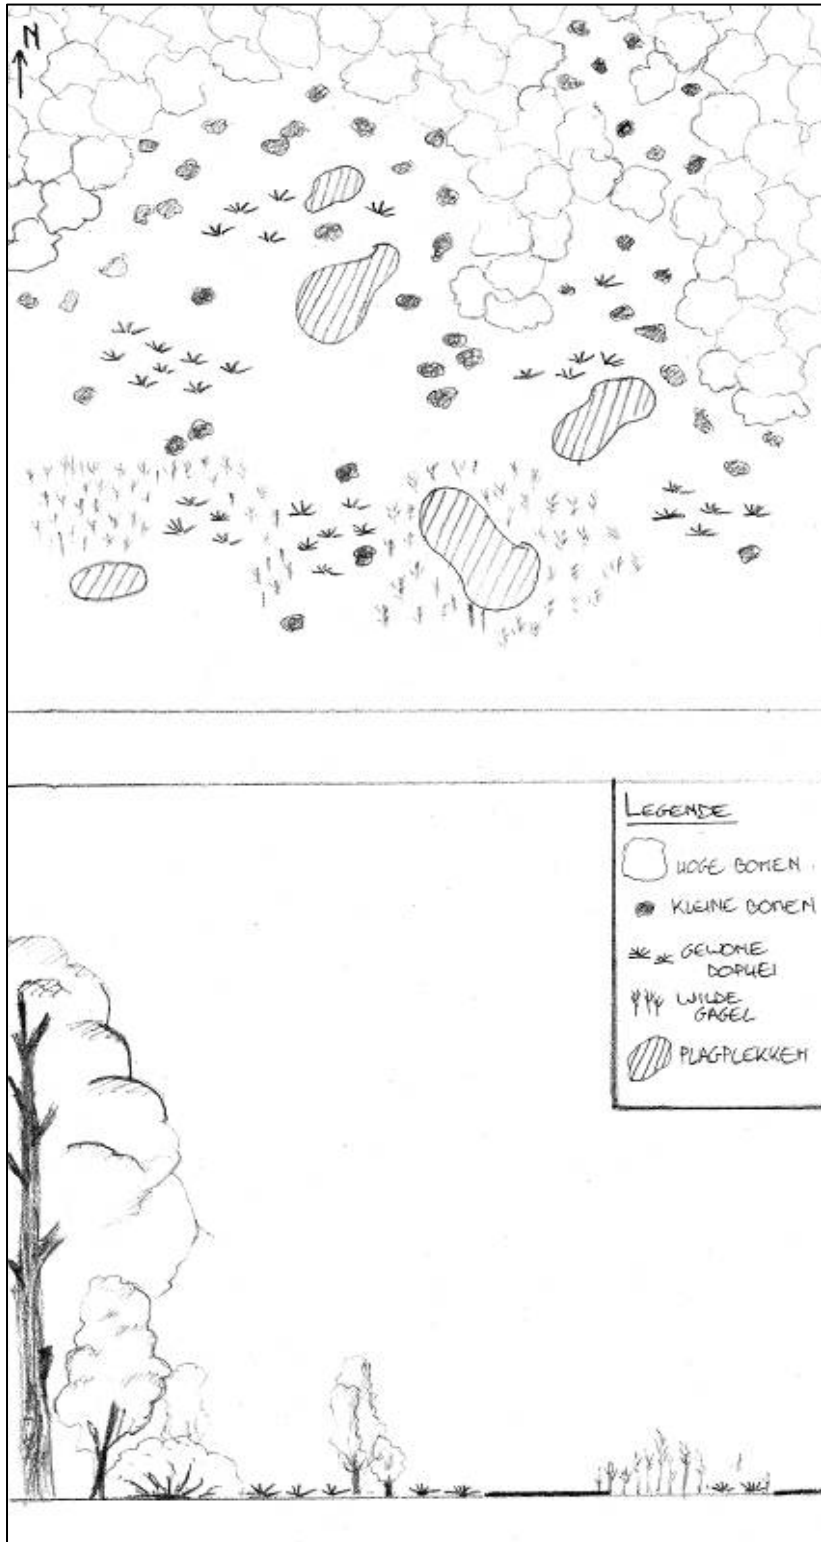 N
LEGENDE
HOGE BOMEN
KLEINE BOMEN
GEWONE
DOPHEI
WILDE
GAGEL
PLAGPLEKKEN